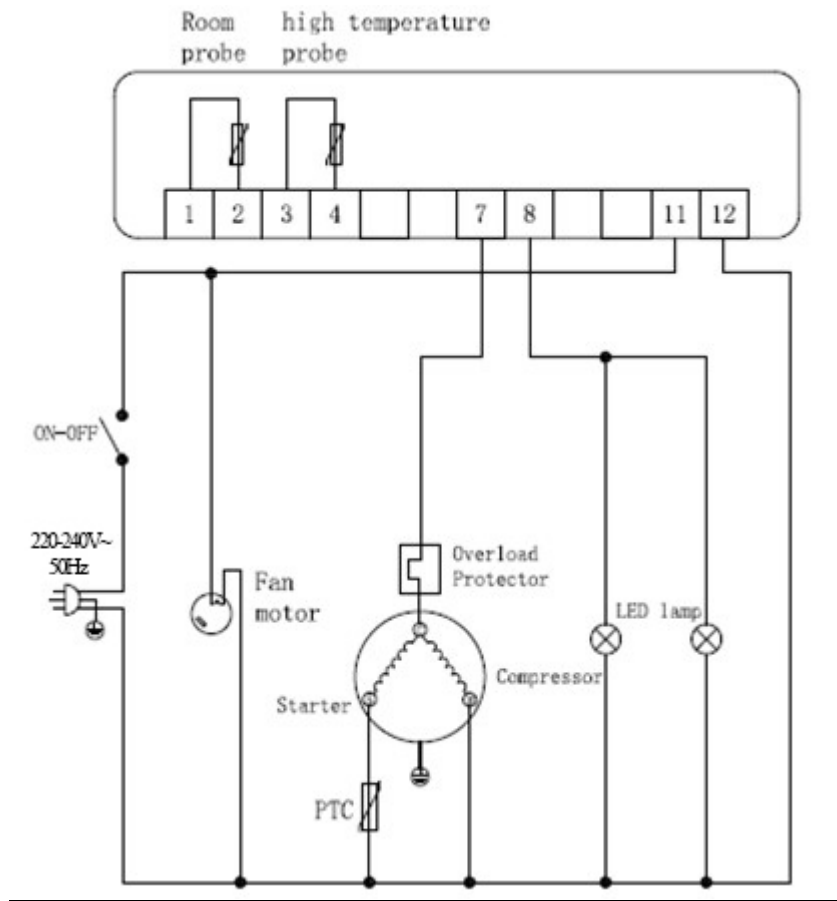 Room
probe
high temperature
probe
1 2 3 4 7 8 11 12
ON-OFF
220-240V~
50Hz
Fan
motor
Overload
Protector
LED lamp
Compressor
Starter
PTC